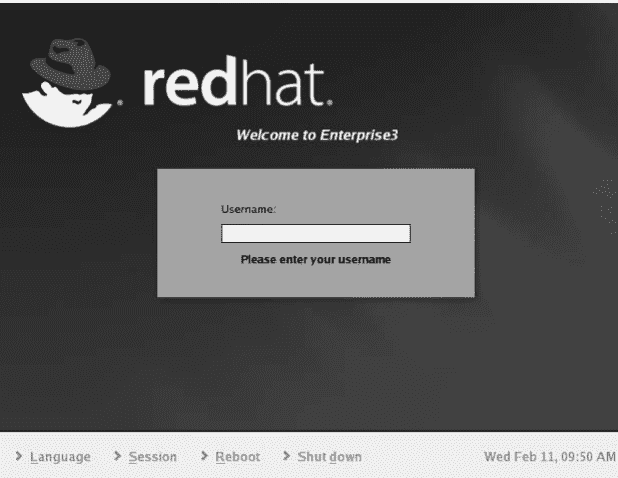 redhat.
Welcome to Enterprise3
Username:
Please enter your username
Language Session Reboot Shut down Wed Feb 11, 09:50 AM